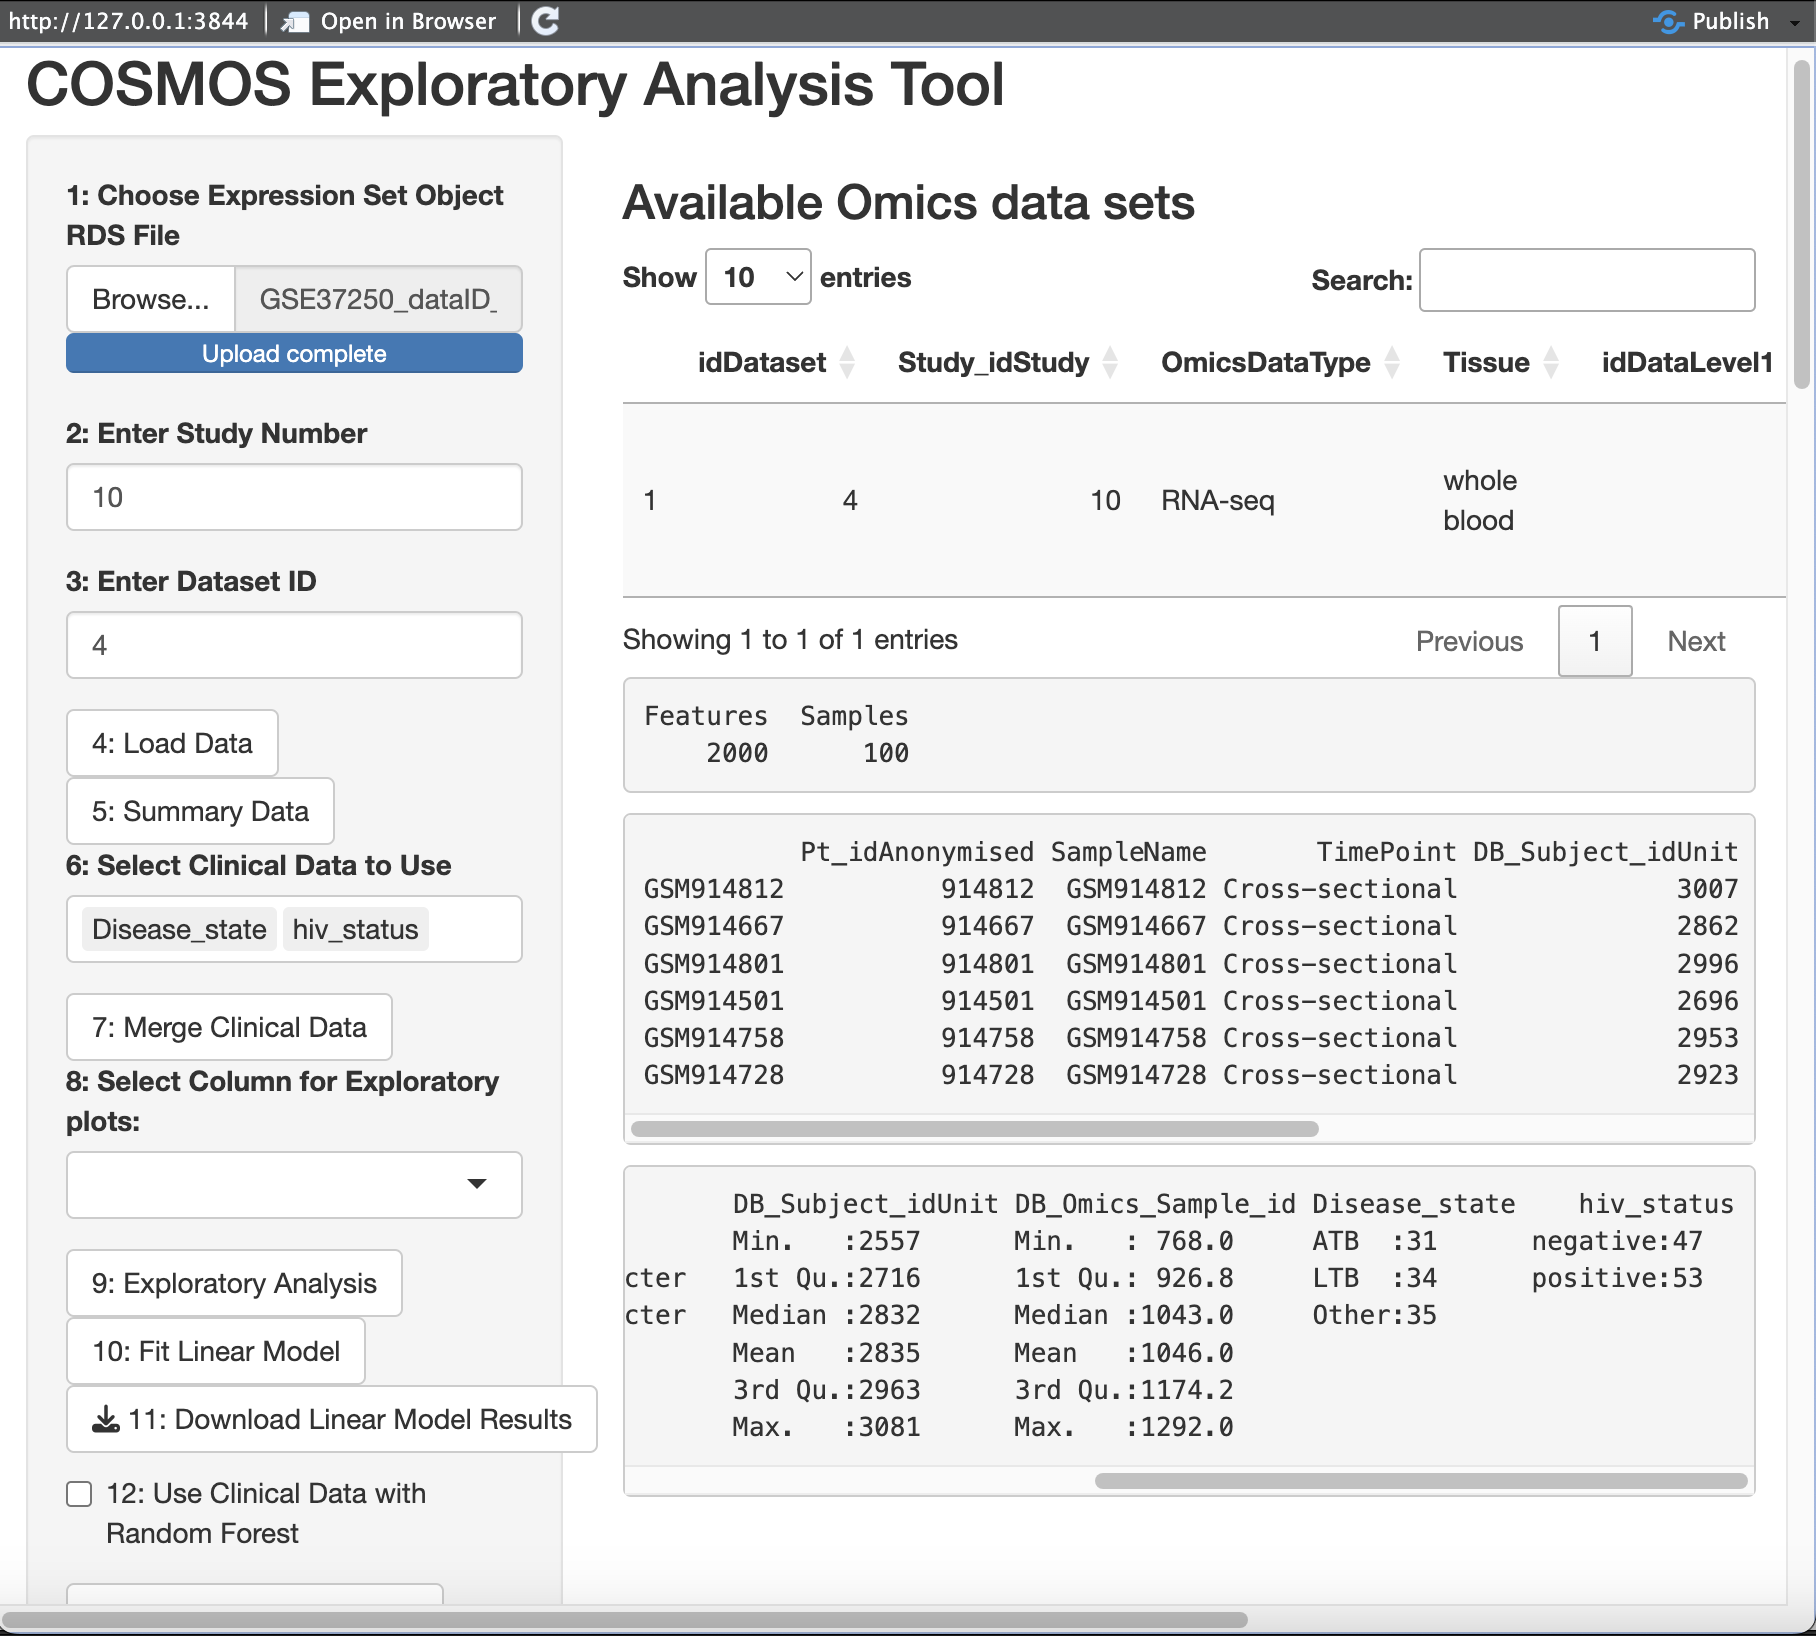 http://127.0.0.1:3844 Open in Browser Publish
COSMOS Exploratory Analysis Tool
1: Choose Expression Set Object
RDS File
Browse... GSE37250_dataID_
Upload complete
2: Enter Study Number
10
3: Enter Dataset ID
4
4: Load Data
5: Summary Data
6: Select Clinical Data to Use
Disease_state hiv_status
7: Merge Clinical Data
8: Select Column for Exploratory
plots:
9: Exploratory Analysis
10: Fit Linear Model
11: Download Linear Model Results
12: Use Clinical Data with
Random Forest
Available Omics data sets
Show 10 entries Search:
idDataset Study_idStudy OmicsDataType Tissue idDataLevel1
1 4 10 RNA-seq whole
blood
Showing 1 to 1 of 1 entries Previous 1 Next
Features Samples
2000 100
Pt_idAnonymised SampleName TimePoint DB_Subject_idUnit
GSM914812 914812 GSM914812 Cross-sectional 3007
GSM914667 914667 GSM914667 Cross-sectional 2862
GSM914801 914801 GSM914801 Cross-sectional 2996
GSM914501 914501 GSM914501 Cross-sectional 2696
GSM914758 914758 GSM914758 Cross-sectional 2953
GSM914728 914728 GSM914728 Cross-sectional 2923
DB_Subject_idUnit DB_Omics_Sample_id Disease_state hiv_status
Min. :2557 Min. : 768.0 ATB :31 negative:47
cter 1st Qu.:2716 1st Qu.: 926.8 LTB :34 positive:53
cter Median :2832 Median :1043.0 Other:35
Mean :2835 Mean :1046.0
3rd Qu.:2963 3rd Qu.:1174.2
Max. :3081 Max. :1292.0